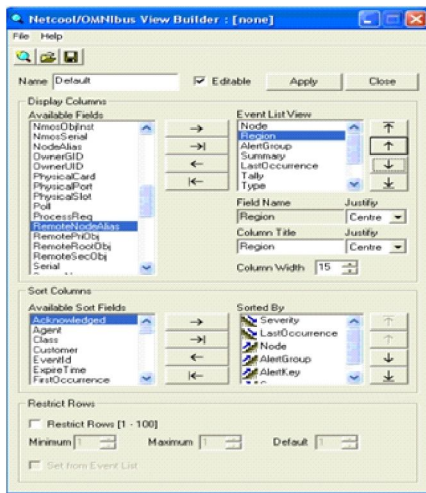 Netcool/OMNIbus View Builder : [none]
File Help
Name Default Editable Apply Close
Display Columns
Available Fields
NmosObjInst
NmosSerial
NodeAlias
OwnerGID
OwnerUID
PhysicalCard
PhysicalPort
PhysicalSlot
Poll
ProcessReq
RemoteNodeAlias
RemotePriObj
RemoteRootObj
RemoteSecObj
Serial
Event List View
Node
Region
AlertGroup
Summary
LastOccurrence
Tally
Type
Field Name Justify
Region Centre
Column Title Justify
Region Centre
Column Width 15
Sort Columns
Available Sort Fields
Acknowledged
Agent
Class
Customer
EventId
ExpireTime
FirstOccurrence
Sorted By
Severity
LastOccurrence
Node
AlertGroup
AlertKey
Restrict Rows
Restrict Rows [1 - 100]
Minimum 1 Maximum 1 Default 1
Set from Event List